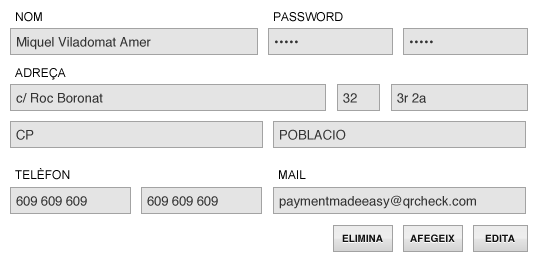 NOM PASSWORD
Miquel Viladomat Amer ••••• •••••
ADREÇA
c/ Roc Boronat 32 3r 2a
CP POBLACIO
TELÈFON MAIL
609 609 609 609 609 609 paymentmadeeasy@qrcheck.com
ELIMINA AFEGEIX EDITA